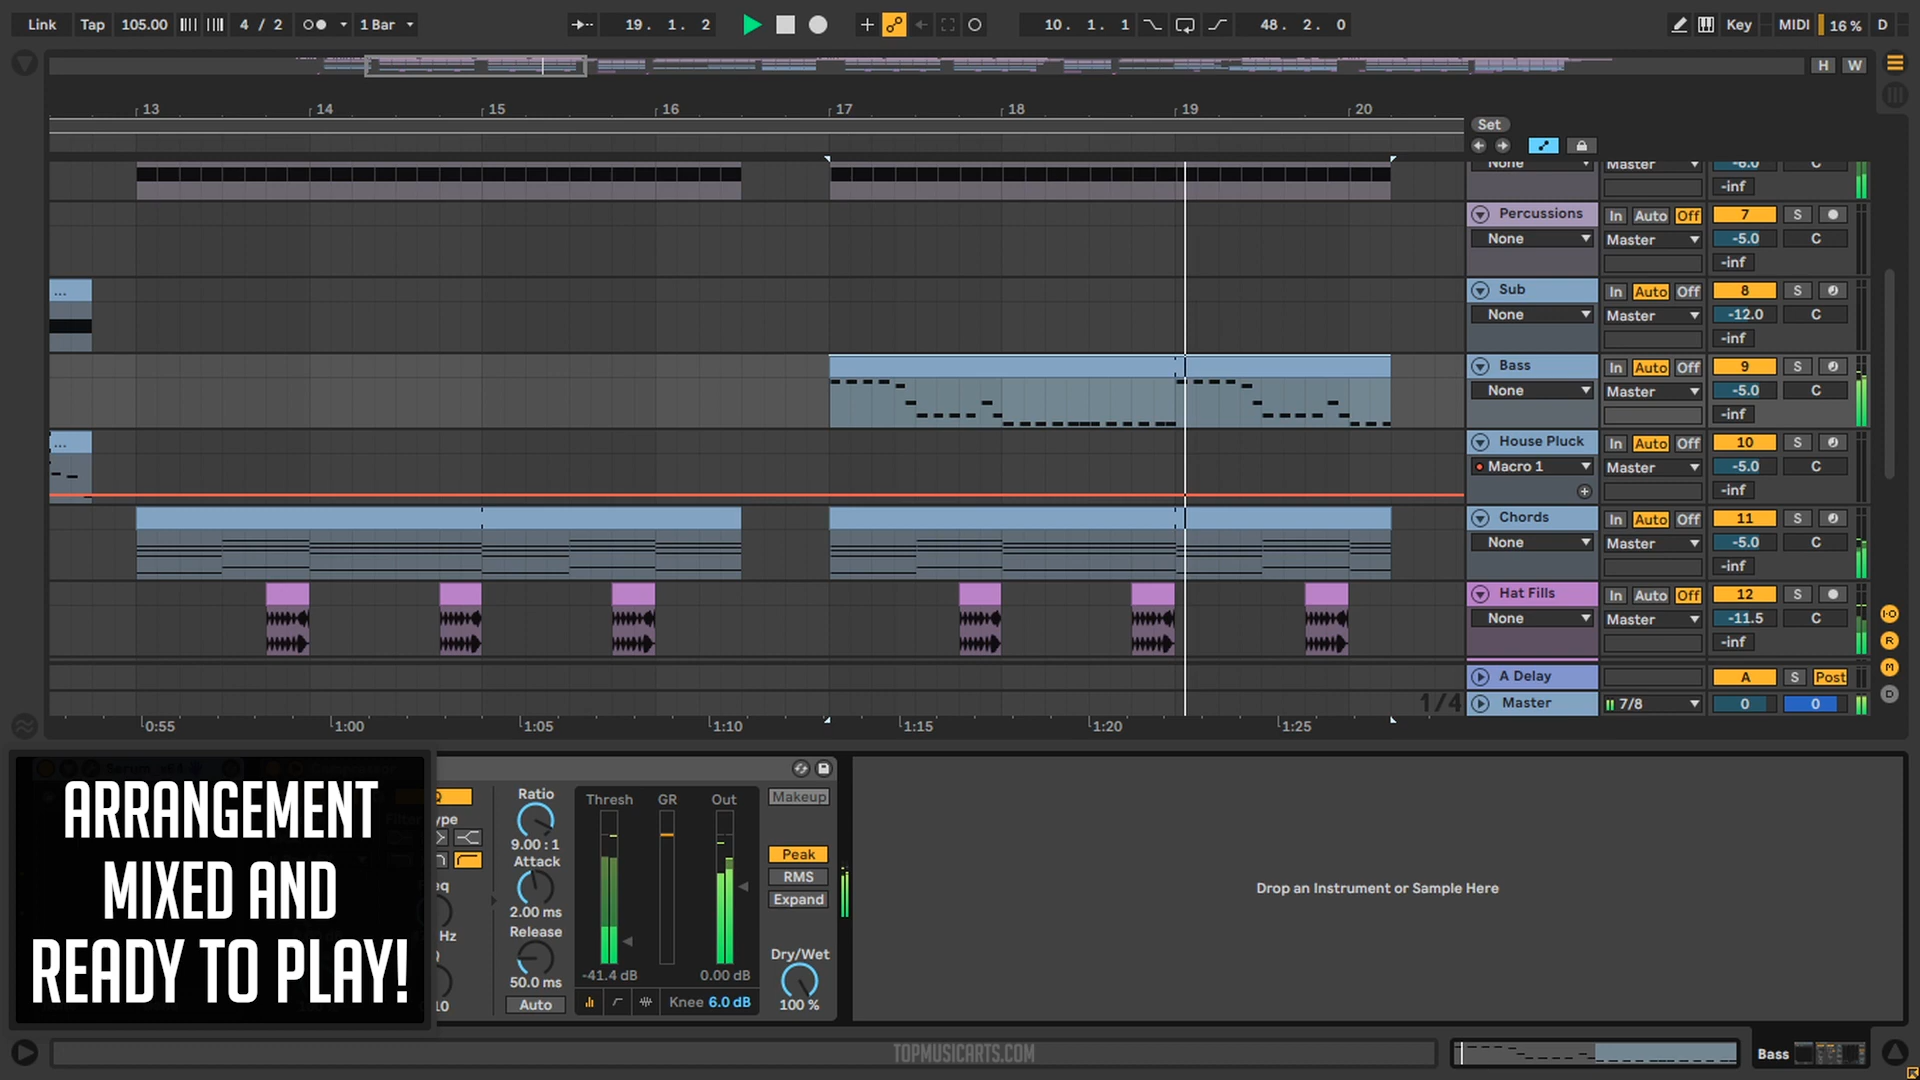 Link Tap 105.00 4 / 2 1 Bar 19. 1. 2 10. 1. 1 48. 2. 0 Key MIDI 16 % D
H W
13 14 15 16 17 18 19 20
Set
None Master -6.0 C
-inf
Percussions In Auto Off 7 S
None Master -5.0 C
-inf
... Sub In Auto Off 8 S
None Master -12.0 C
-inf
Bass In Auto Off 9 S
None Master -5.0 C
-inf
... House Pluck In Auto Off 10 S
Macro 1 Master -5.0 C
-inf
Chords In Auto Off 11 S
None Master -5.0 C
-inf
Hat Fills In Auto Off 12 S
None Master -11.5 C
-inf
I·O
R
M
D
A Delay A S Post
1/4 Master 7/8 0 0
0:55 1:00 1:05 1:10 1:15 1:20 1:25
ARRANGEMENT
MIXED AND
READY TO PLAY!
Ratio
9.00 : 1
Attack
2.00 ms
Release
50.0 ms
Auto
Thresh GR Out
-41.4 dB 0.00 dB
Knee 6.0 dB
Makeup
Peak
RMS
Expand
Dry/Wet
100 %
ype
Hz
Drop an Instrument or Sample Here
TOPMUSICARTS.COM
Bass